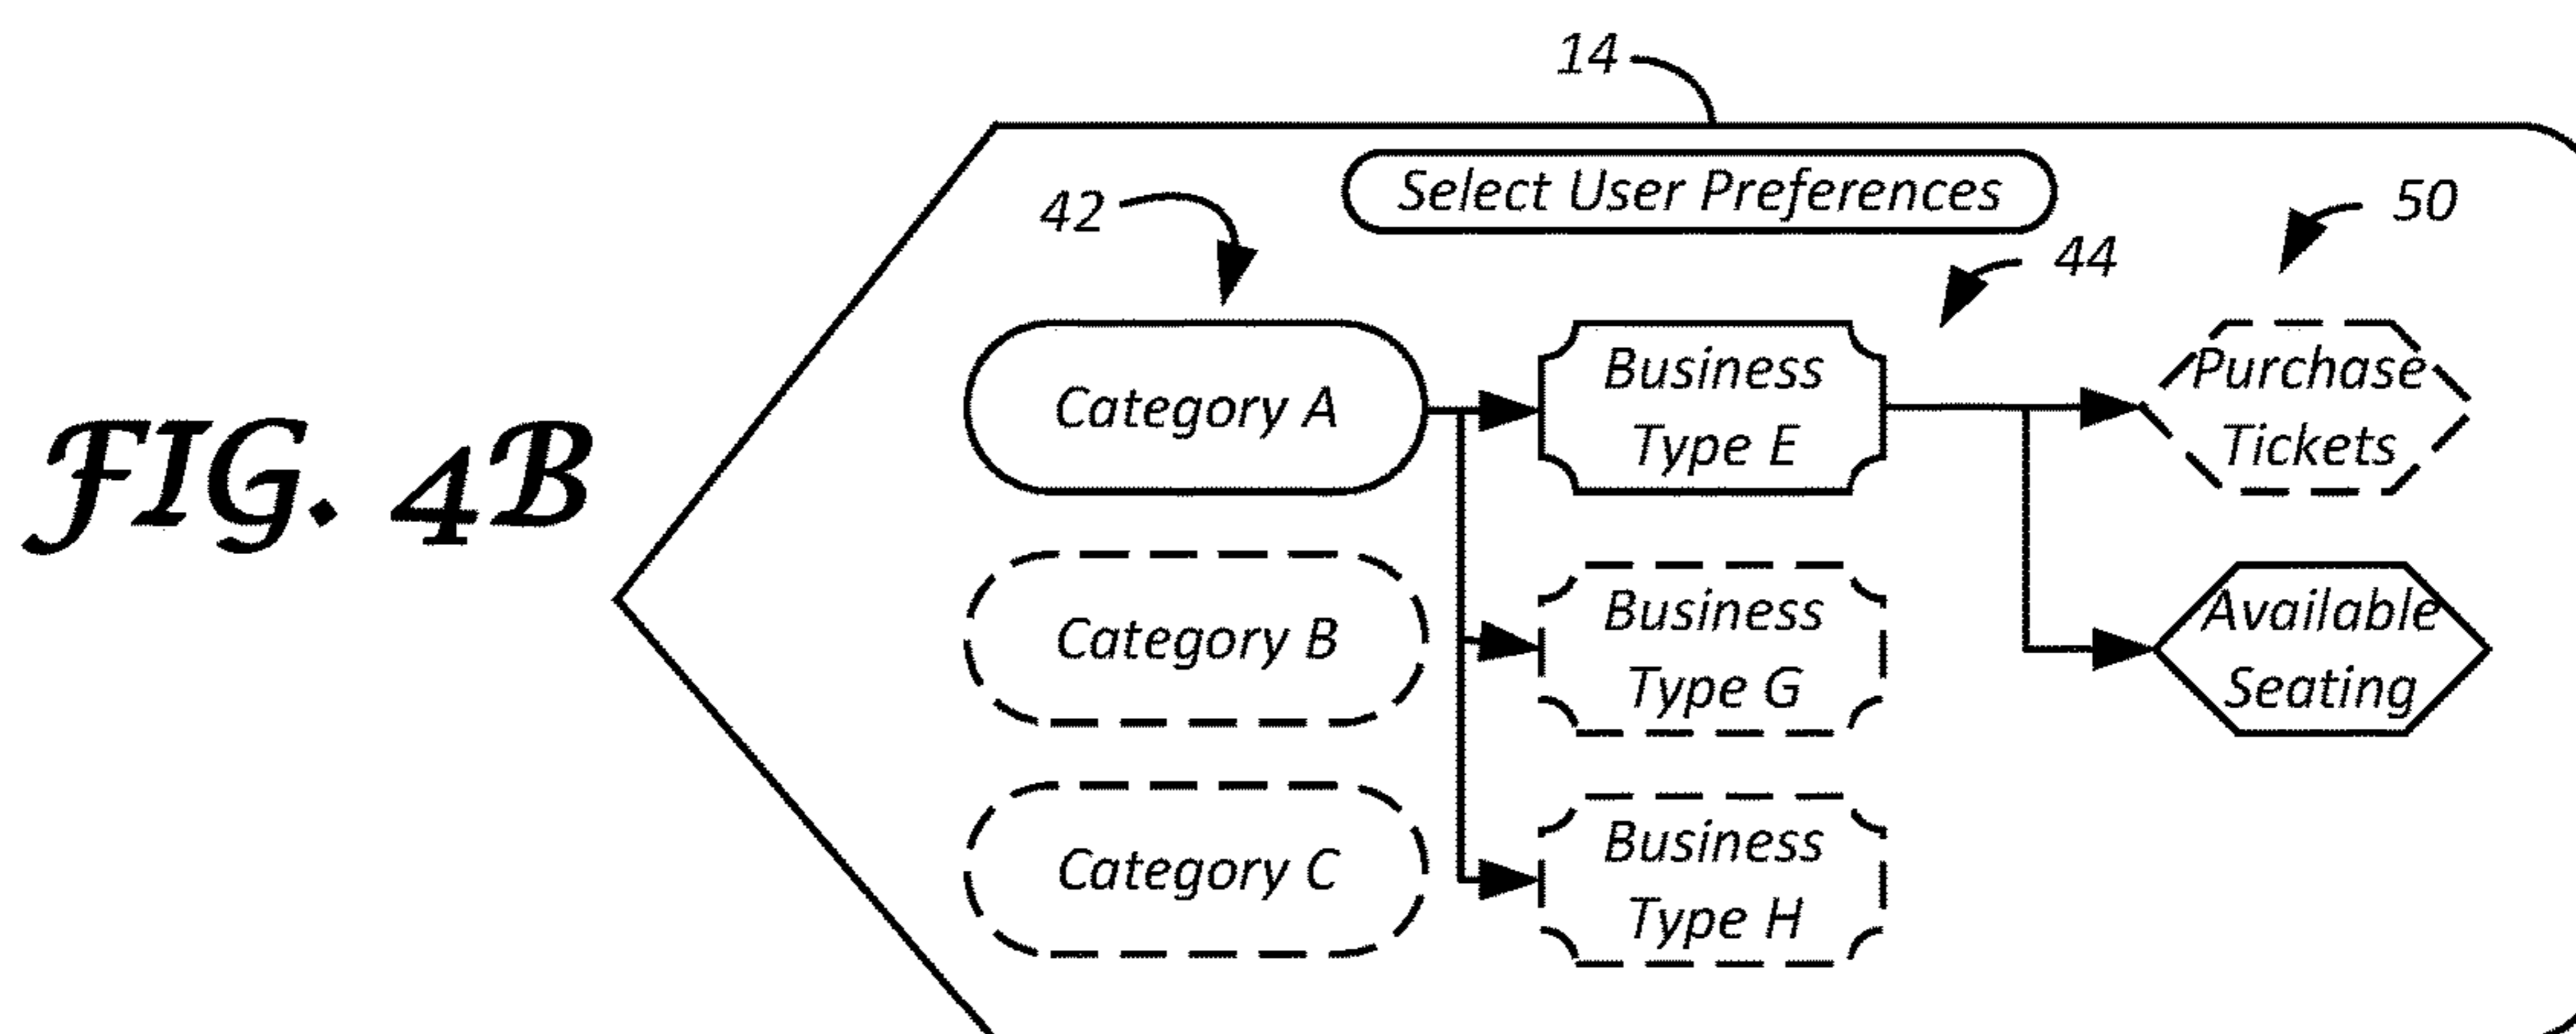 14
Select User Preferences
42
50
44
Category A
Business
Type E
Purchase
Tickets
FIG. 4B
Category B
Business
Type G
Available
Seating
Category C
Business
Type H